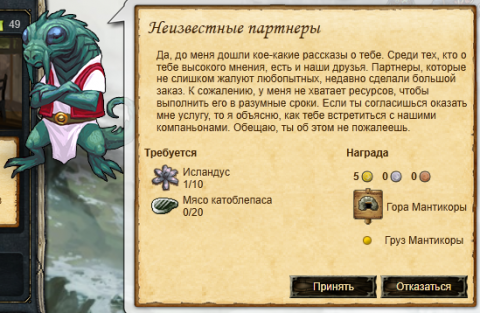 49
Неизвестные партнеры
Да, до меня дошли кое-какие рассказы о тебе. Среди тех, кто о
тебе высокого мнения, есть и наши друзья. Партнеры, которые
не слишком жалуют любопытных, недавно сделали большой
заказ. К сожалению, у меня не хватает ресурсов, чтобы
выполнить его в разумные сроки. Если ты согласишься оказать
мне услугу, то я объясню, как тебе встретиться с нашими
компаньонами. Обещаю, ты об этом не пожалеешь.
Требуется
Награда
Исландус
1/10
5 0 0
Мясо катоблепаса
0/20
Гора Мантикоры
Груз Мантикоры
Принять
Отказаться